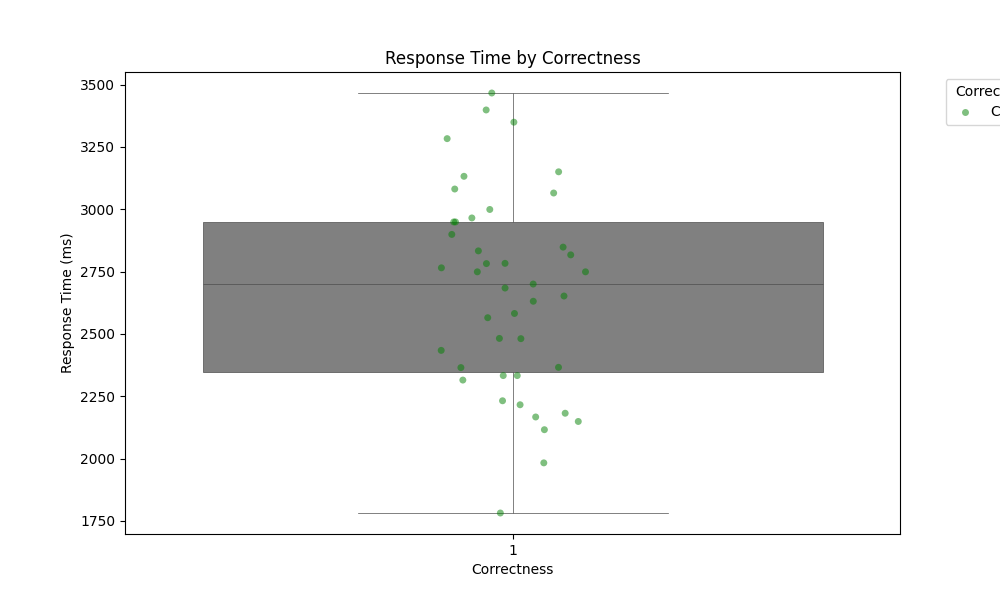 Response Time by Correctness
Correc
C
3500
3250
3000
2750
2500
2250
2000
1750
Response Time (ms)
1
Correctness